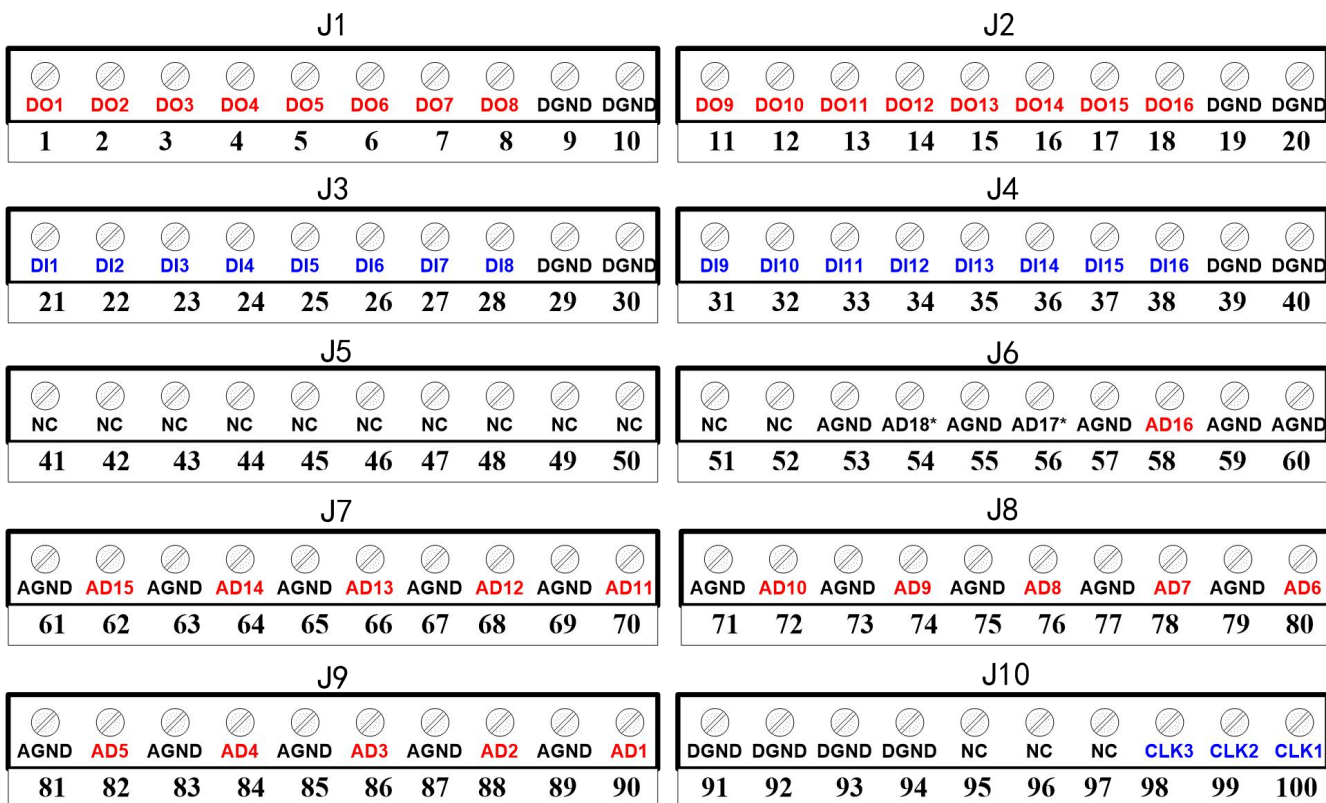 J1
DO1 DO2 DO3 DO4 DO5 DO6 DO7 DO8 DGND DGND
1 2 3 4 5 6 7 8 9 10
J2
DO9 DO10 DO11 DO12 DO13 DO14 DO15 DO16 DGND DGND
11 12 13 14 15 16 17 18 19 20
J3
DI1 DI2 DI3 DI4 DI5 DI6 DI7 DI8 DGND DGND
21 22 23 24 25 26 27 28 29 30
J4
DI9 DI10 DI11 DI12 DI13 DI14 DI15 DI16 DGND DGND
31 32 33 34 35 36 37 38 39 40
J5
NC NC NC NC NC NC NC NC NC NC
41 42 43 44 45 46 47 48 49 50
J6
NC NC AGND AD18* AGND AD17* AGND AD16 AGND AGND
51 52 53 54 55 56 57 58 59 60
J7
AGND AD15 AGND AD14 AGND AD13 AGND AD12 AGND AD11
61 62 63 64 65 66 67 68 69 70
J8
AGND AD10 AGND AD9 AGND AD8 AGND AD7 AGND AD6
71 72 73 74 75 76 77 78 79 80
J9
AGND AD5 AGND AD4 AGND AD3 AGND AD2 AGND AD1
81 82 83 84 85 86 87 88 89 90
J10
DGND DGND DGND DGND NC NC NC CLK3 CLK2 CLK1
91 92 93 94 95 96 97 98 99 100